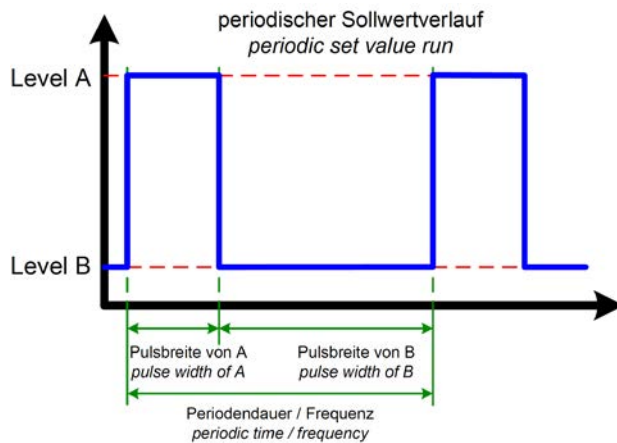 periodischer Sollwertverlauf
periodic set value run
Level A
Level B
Pulsbreite von A
pulse width of A
Pulsbreite von B
pulse width of B
Periodendauer / Frequenz
periodic time / frequency